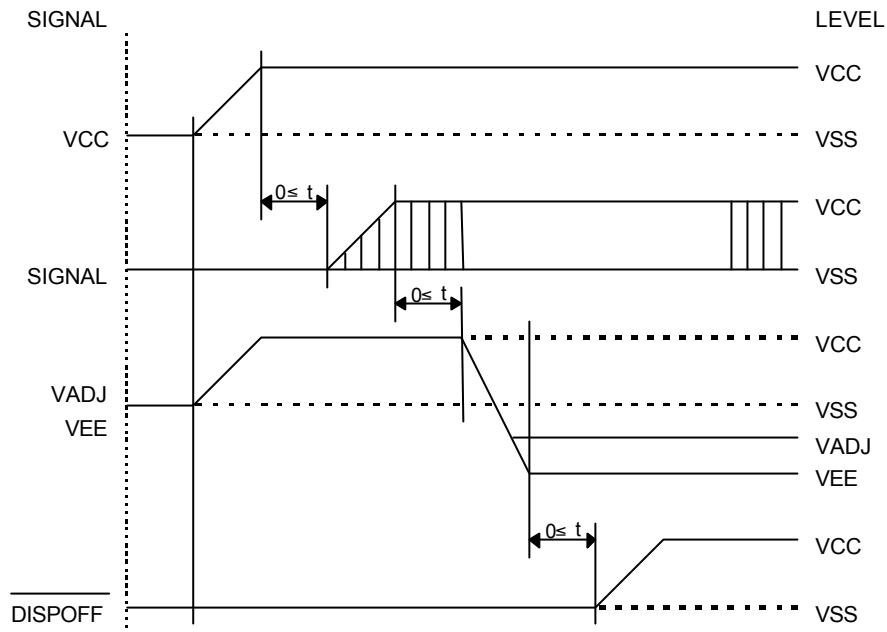 SIGNAL LEVEL
VCC
VCC VSS
0≤ t
VCC
SIGNAL VSS
0≤ t
VCC
VADJ VSS
VEE
VADJ
VEE
0≤ t
VCC
DISPOFF VSS